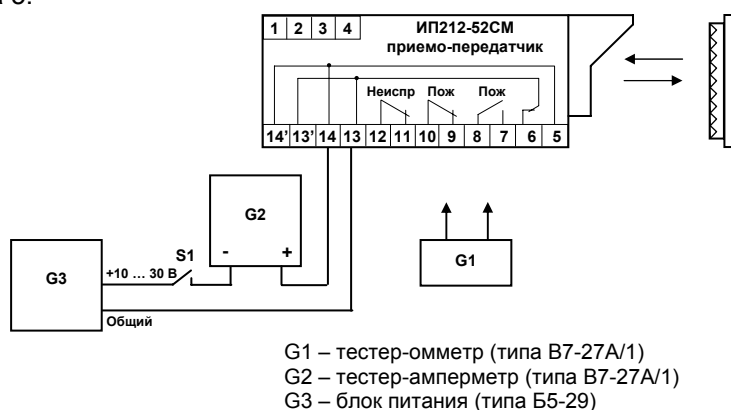 1 2 3 4
ИП212-52СМ
приемо-передатчик
Неиспр Пож Пож
14' 13' 14 13 12 11 10 9 8 7 6 5
G2
- +
S1
G3
+10 ... 30 В
Общий
G1
G1 – тестер-омметр (типа В7-27А/1)
G2 – тестер-амперметр (типа В7-27А/1)
G3 – блок питания (типа Б5-29)